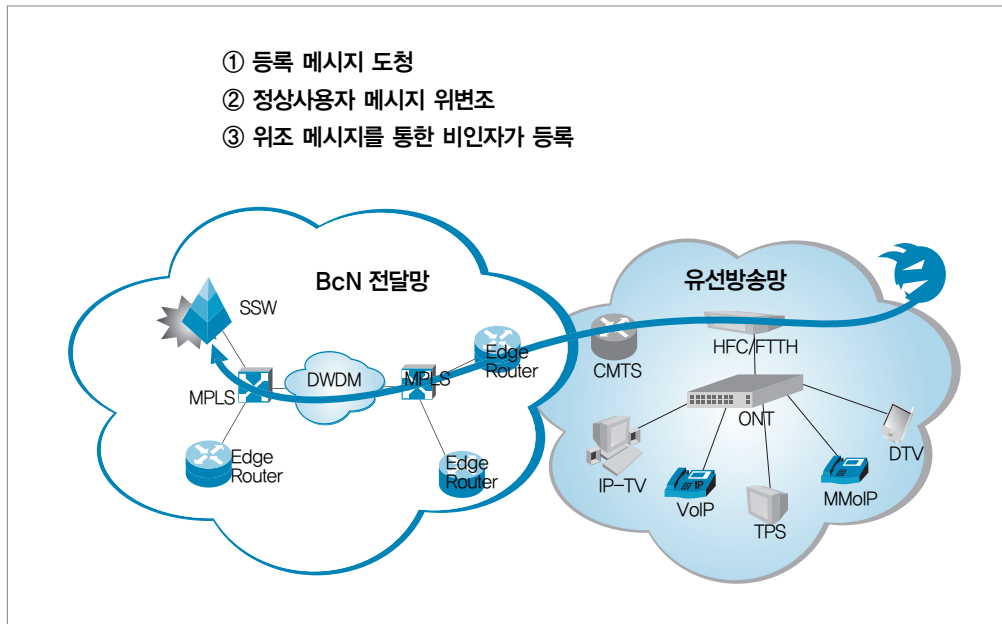 ① 등록 메시지 도청
② 정상사용자 메시지 위변조
③ 위조 메시지를 통한 비인자가 등록
BcN 전달망
유선방송망
SSW
MPLS
DWDM
MPLS
Edge
Router
Edge
Router
Edge
Router
CMTS
HFC/FTTH
ONT
IP-TV
IP
VoIP
TPS
MMoIP
DTV